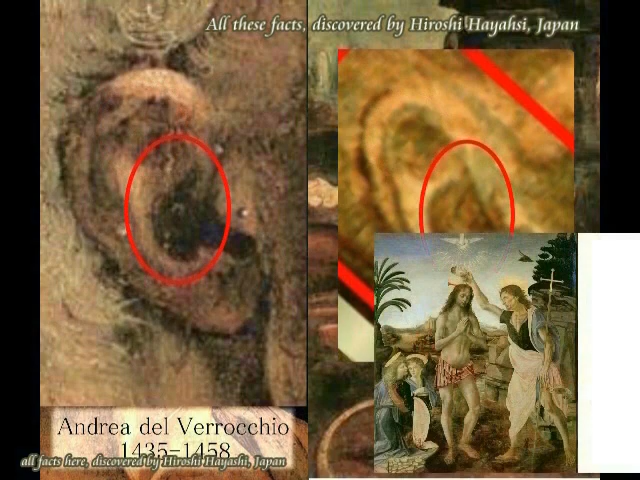 All these facts, discovered by Hiroshi Hayahsi, Japan
Andrea del Verrocchio
1435-1458
all facts here, discovered by Hiroshi Hayashi, Japan